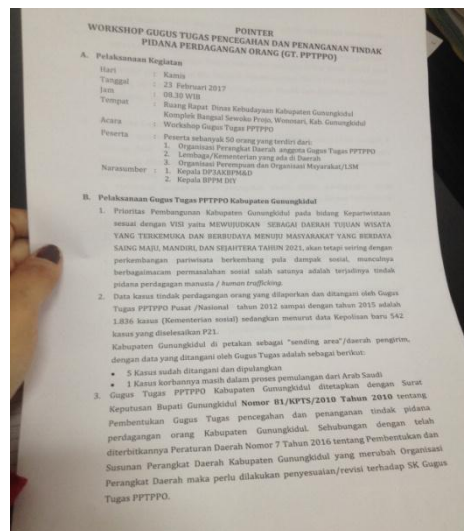 POINTER
WORKSHOP GUGUS TUGAS PENCEGAHAN DAN PENANGANAN TINDAK
PIDANA PERDAGANGAN ORANG (GT. PPTPPO)
A. Pelaksanaan Kegiatan
Hari : Kamis
Tanggal : 23 Februari 2017
Jam : 08.30 WIB
Tempat : Ruang Rapat Dinas Kebudayaan Kabupaten Gunungkidul
Komplek Bangsal Sewoko Projo, Wonosari, Kab. Gunungkidul
Acara : Workshop Gugus Tugas PPTPPO
Peserta : Peserta sebanyak 50 orang yang terdiri dari:
1. Organisasi Perangkat Daerah anggota Gugus Tugas PPTPPO
2. Lembaga/Kementerian yang ada di Daerah
3. Organisasi Perempuan dan Organisasi Msyarakat/LSM
Narasumber : 1. Kepala DP3AKBPM&D
2. Kepala BPPM DIY
B. Pelaksanaan Gugus Tugas PPTPPO Kabupaten Gunungkidul
1. Prioritas Pembangunan Kabupaten Gunungkidul pada bidang Kepariwistaan
sesuai dengan VISI yaitu MEWUJUDKAN SEBAGAI DAERAH TUJUAN WISATA
YANG TERKEMUKA DAN BERBUDAYA MENUJU MASYARAKAT YANG BERDAYA
SAING MAJU, MANDIRI, DAN SEJAHTERA TAHUN 2021, akan tetapi seiring dengan
perkembangan pariwisata berkembang pula dampak sosial, munculnya
berbagaimacam permasalahan sosial salah satunya adalah terjadinya tindak
pidana perdagagan manusia / human trafficking.
2. Data kasus tindak perdagangan orang yang dilaporkan dan ditangani oleh Gugus
Tugas PPTPPO Pusat / Nasional tahun 2012 sampai dengan tahun 2015 adalah
1.836 kasus (Kementerian sosial) sedangkan menurut data Kepolisan baru 542
kasus yang diselesaikan P21.
Kabupaten Gunungkidul di petakan sebagai "sending area"/daerah pengirim,
dengan data yang ditangani oleh Gugus Tugas adalah sebagai berikut:
• 5 Kasus sudah ditangani dan dipulangkan
• 1 Kasus korbannya masih dalam proses pemulangan dari Arab Saudi
3. Gugus Tugas PPTPPO Kabupaten Gunungkidul ditetapkan dengan Surat
Keputusan Bupati Gunungkidul Nomor 81/KPTS/2010 Tahun 2010 tentang
Pembentukan Gugus Tugas pencegahan dan penanganan tindak pidana
perdagangan orang Kabupaten Gunungkidul. Sehubungan dengan telah
diterbitkannya Peraturan Daerah Nomor 7 Tahun 2016 tentang Pembentukan dan
Susunan Perangkat Daerah Kabupaten Gunungkidul yang merubah Organisasi
Perangkat Daerah maka perlu dilakukan penyesuaian/revisi terhadap SK Gugus
Tugas PPTPPO.